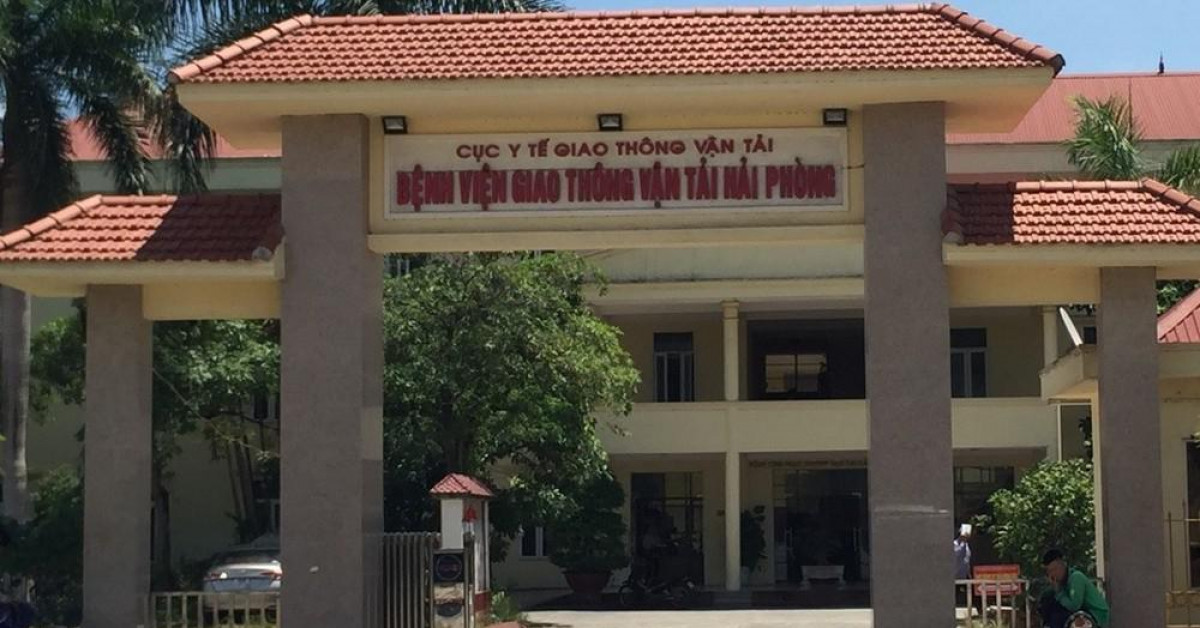 CỤC Y TẾ GIAO THÔNG VẬN TẢI
BỆNH VIỆN GIAO THÔNG VẬN TẢI HẢI PHÒNG